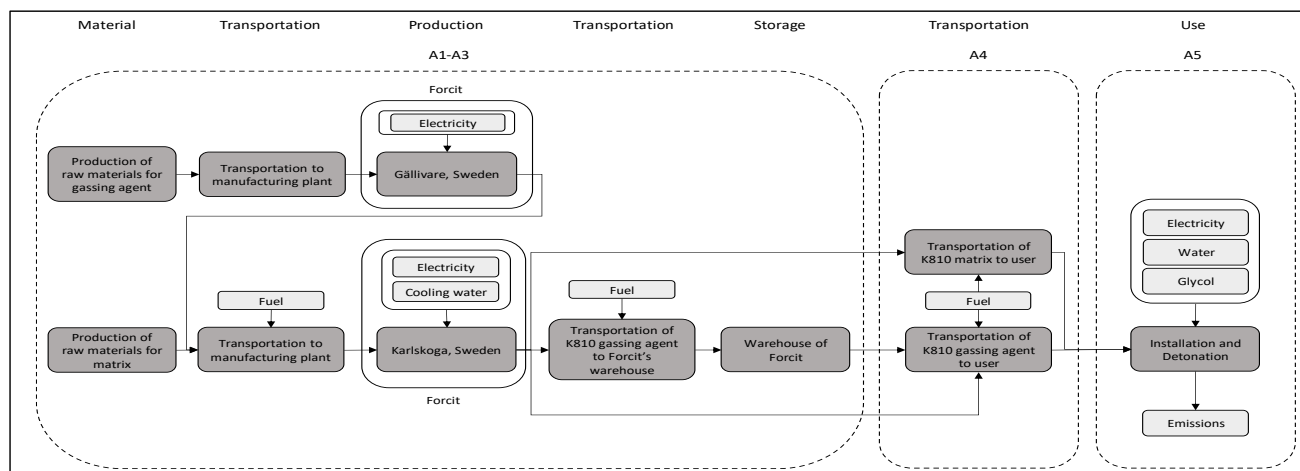 Material
Transportation
Production
Transportation
Storage
Transportation
Use
A1-A3
A4
A5
Forcit
Electricity
Production of
raw materials for
gassing agent
Transportation to
manufacturing plant
Gällivare, Sweden
Electricity
Cooling water
Fuel
Production of
raw materials for
matrix
Transportation to
manufacturing plant
Karlskoga, Sweden
Forcit
Fuel
Transportation of
K810 gassing agent
to Forcit's
warehouse
Warehouse of
Forcit
Transportation of
K810 matrix to user
Fuel
Transportation of
K810 gassing agent
to user
Electricity
Water
Glycol
Installation and
Detonation
Emissions